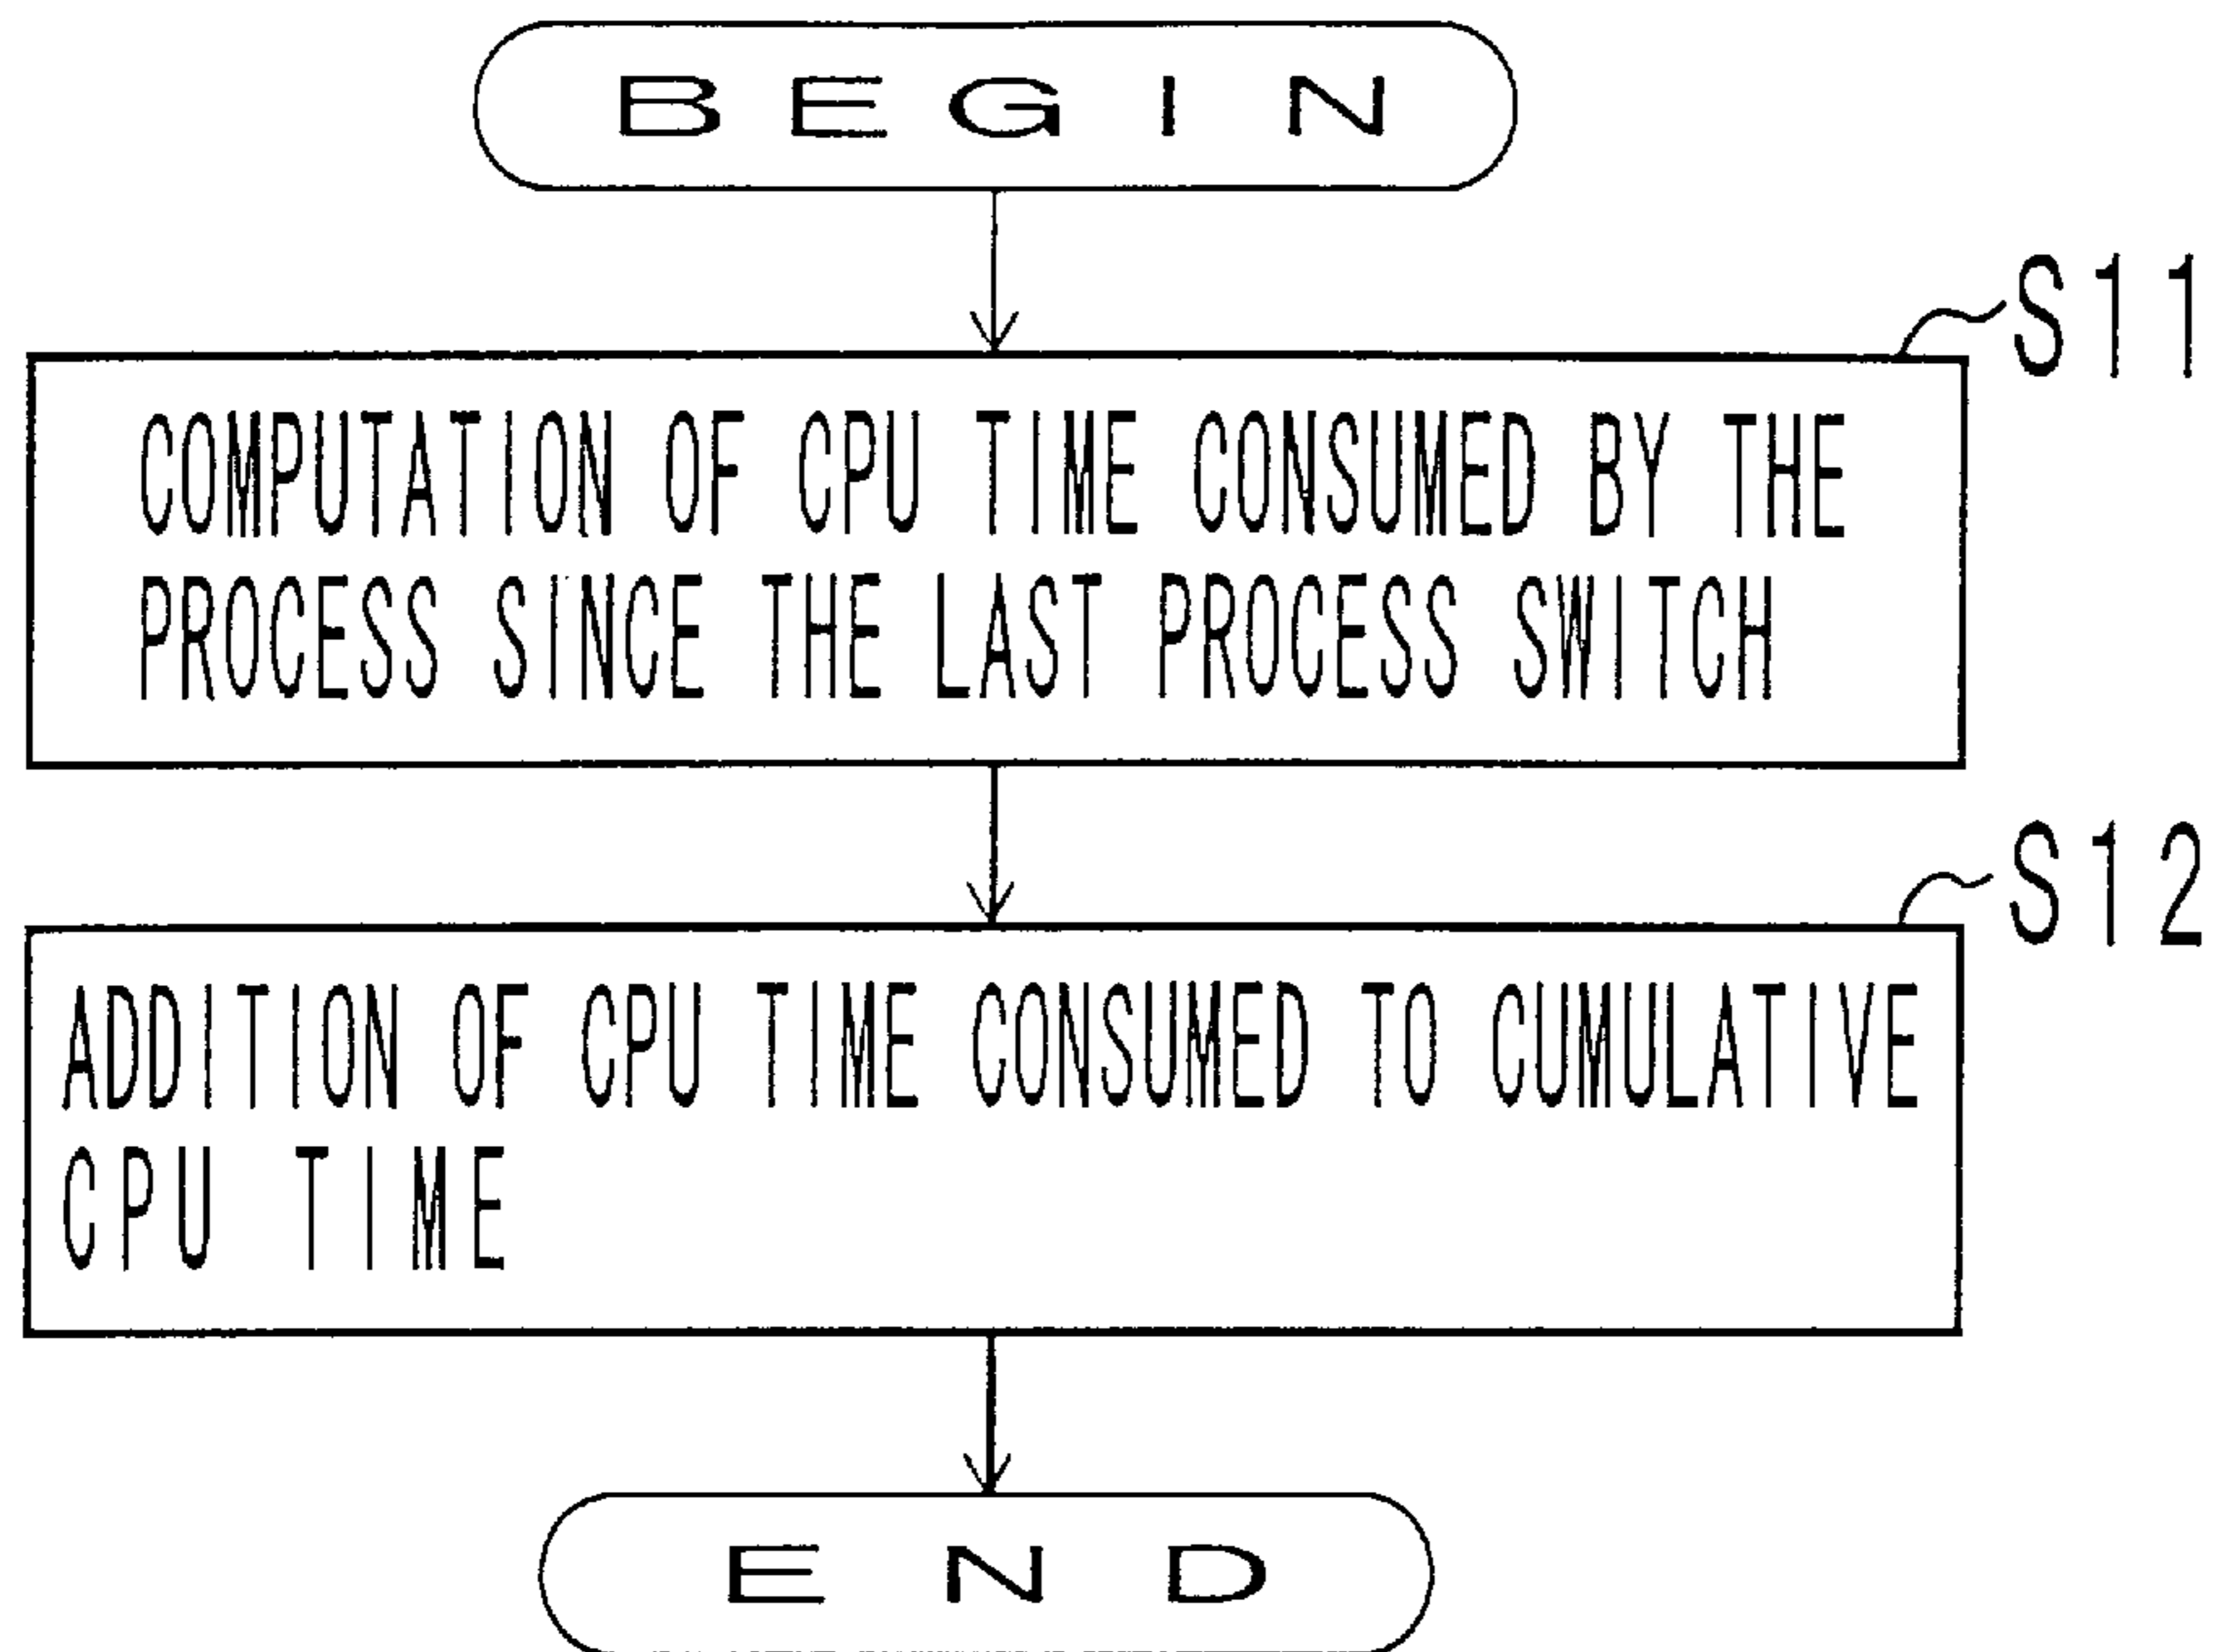 BEGIN
S11
COMPUTATION OF CPU TIME CONSUMED BY THE
PROCESS SINCE THE LAST PROCESS SWITCH
S12
ADDITION OF CPU TIME CONSUMED TO CUMULATIVE
CPU TIME
END